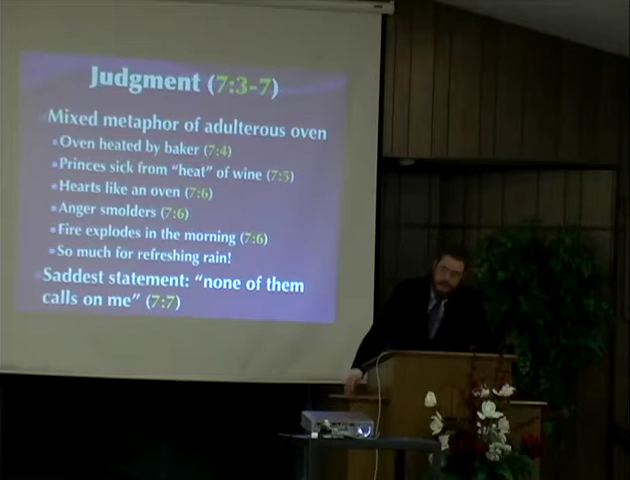 Judgment (7:3-7)
Mixed metaphor of adulterous oven
Oven heated by baker (7:4)
Princes sick from “heat” of wine (7:5)
Hearts like an oven (7:6)
Anger smolders (7:6)
Fire explodes in the morning (7:6)
So much for refreshing rain!
Saddest statement: “none of them
calls on me” (7:7)